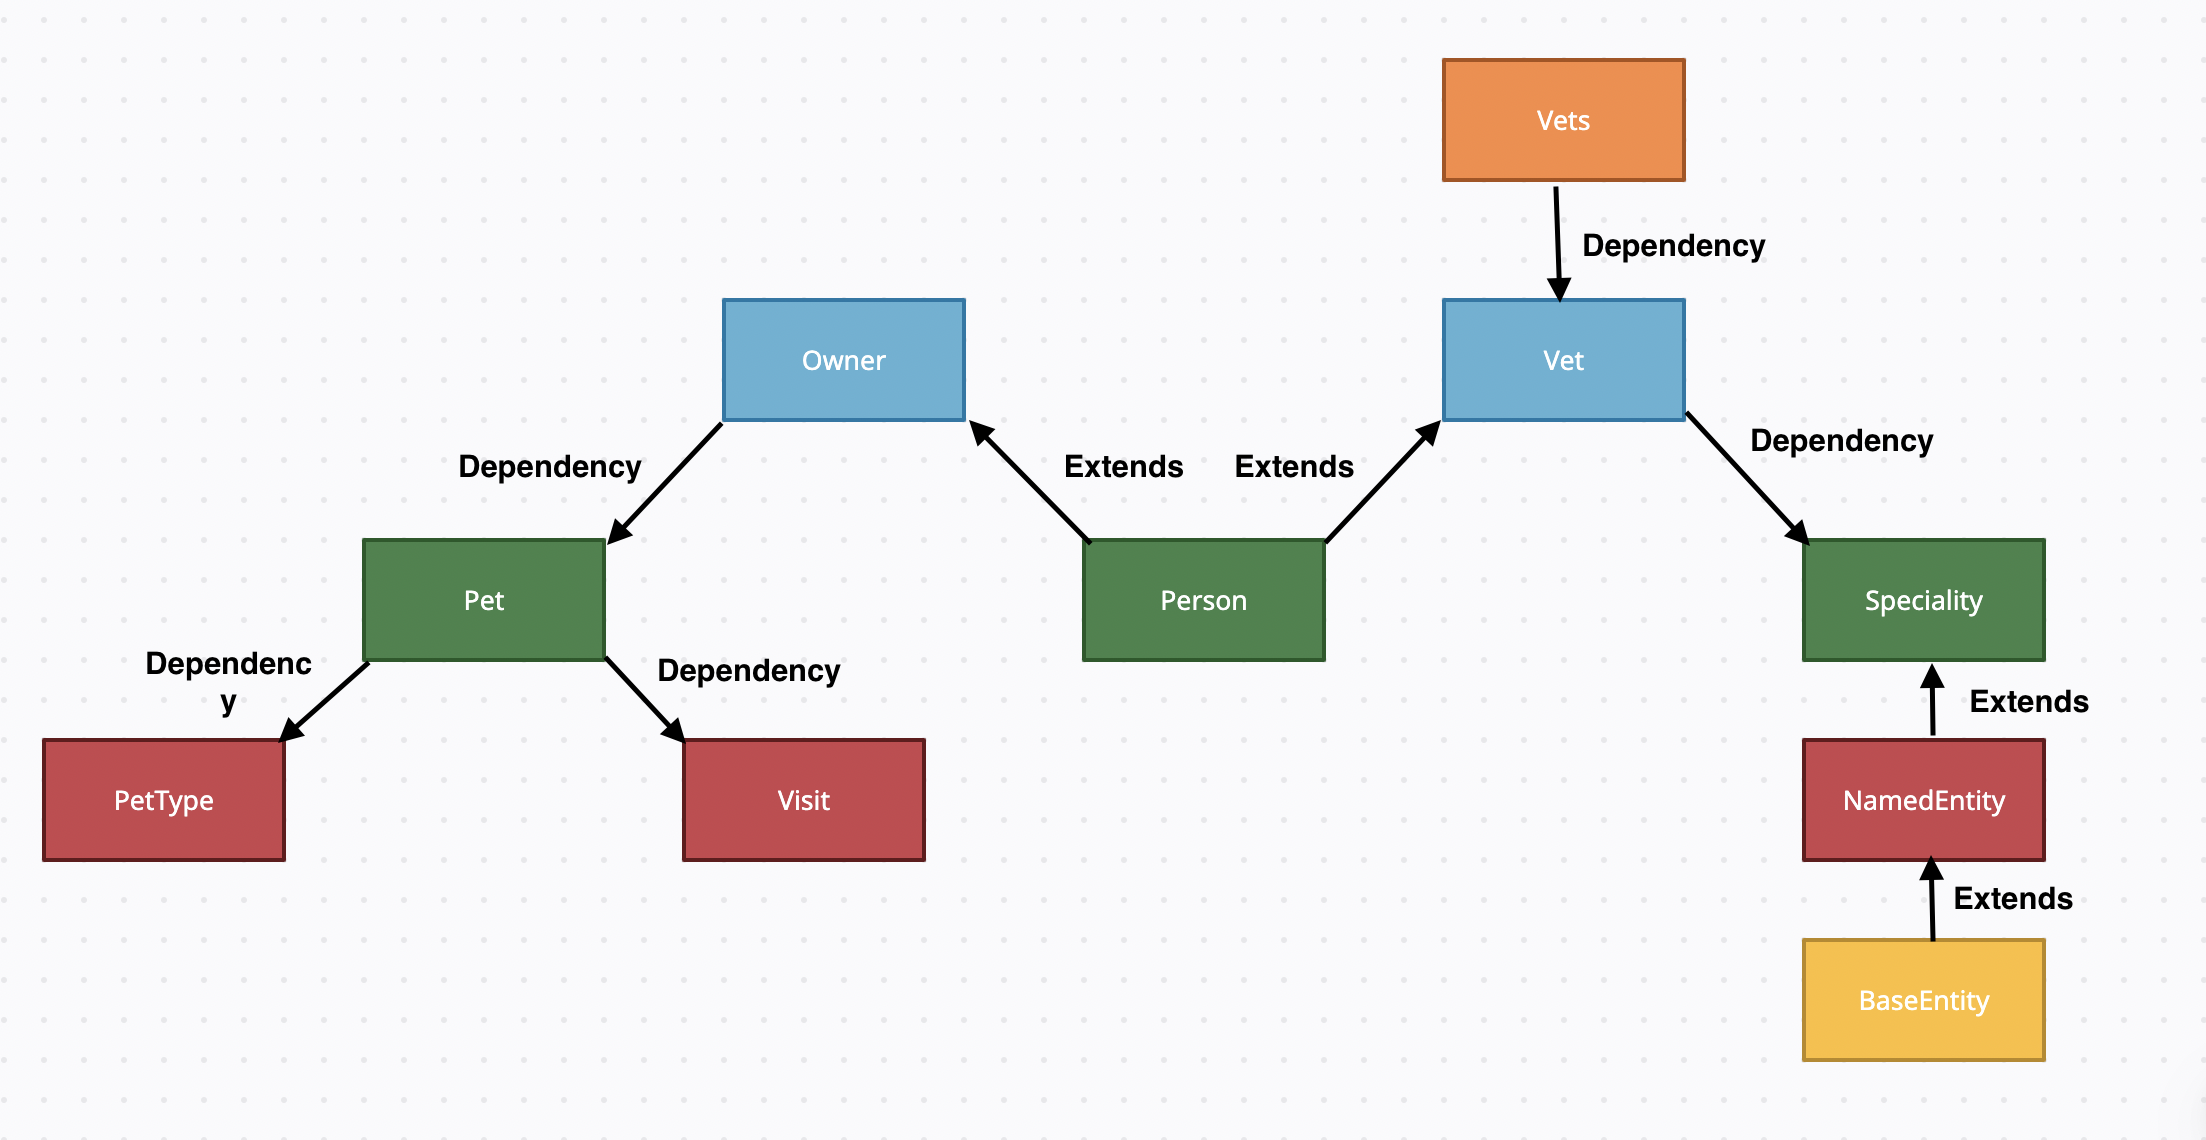 Vets
Dependency
Owner
Vet
Dependency
Dependency
Extends
Extends
Pet
Person
Speciality
Dependenc
y
Dependency
Extends
PetType
Visit
NamedEntity
Extends
BaseEntity